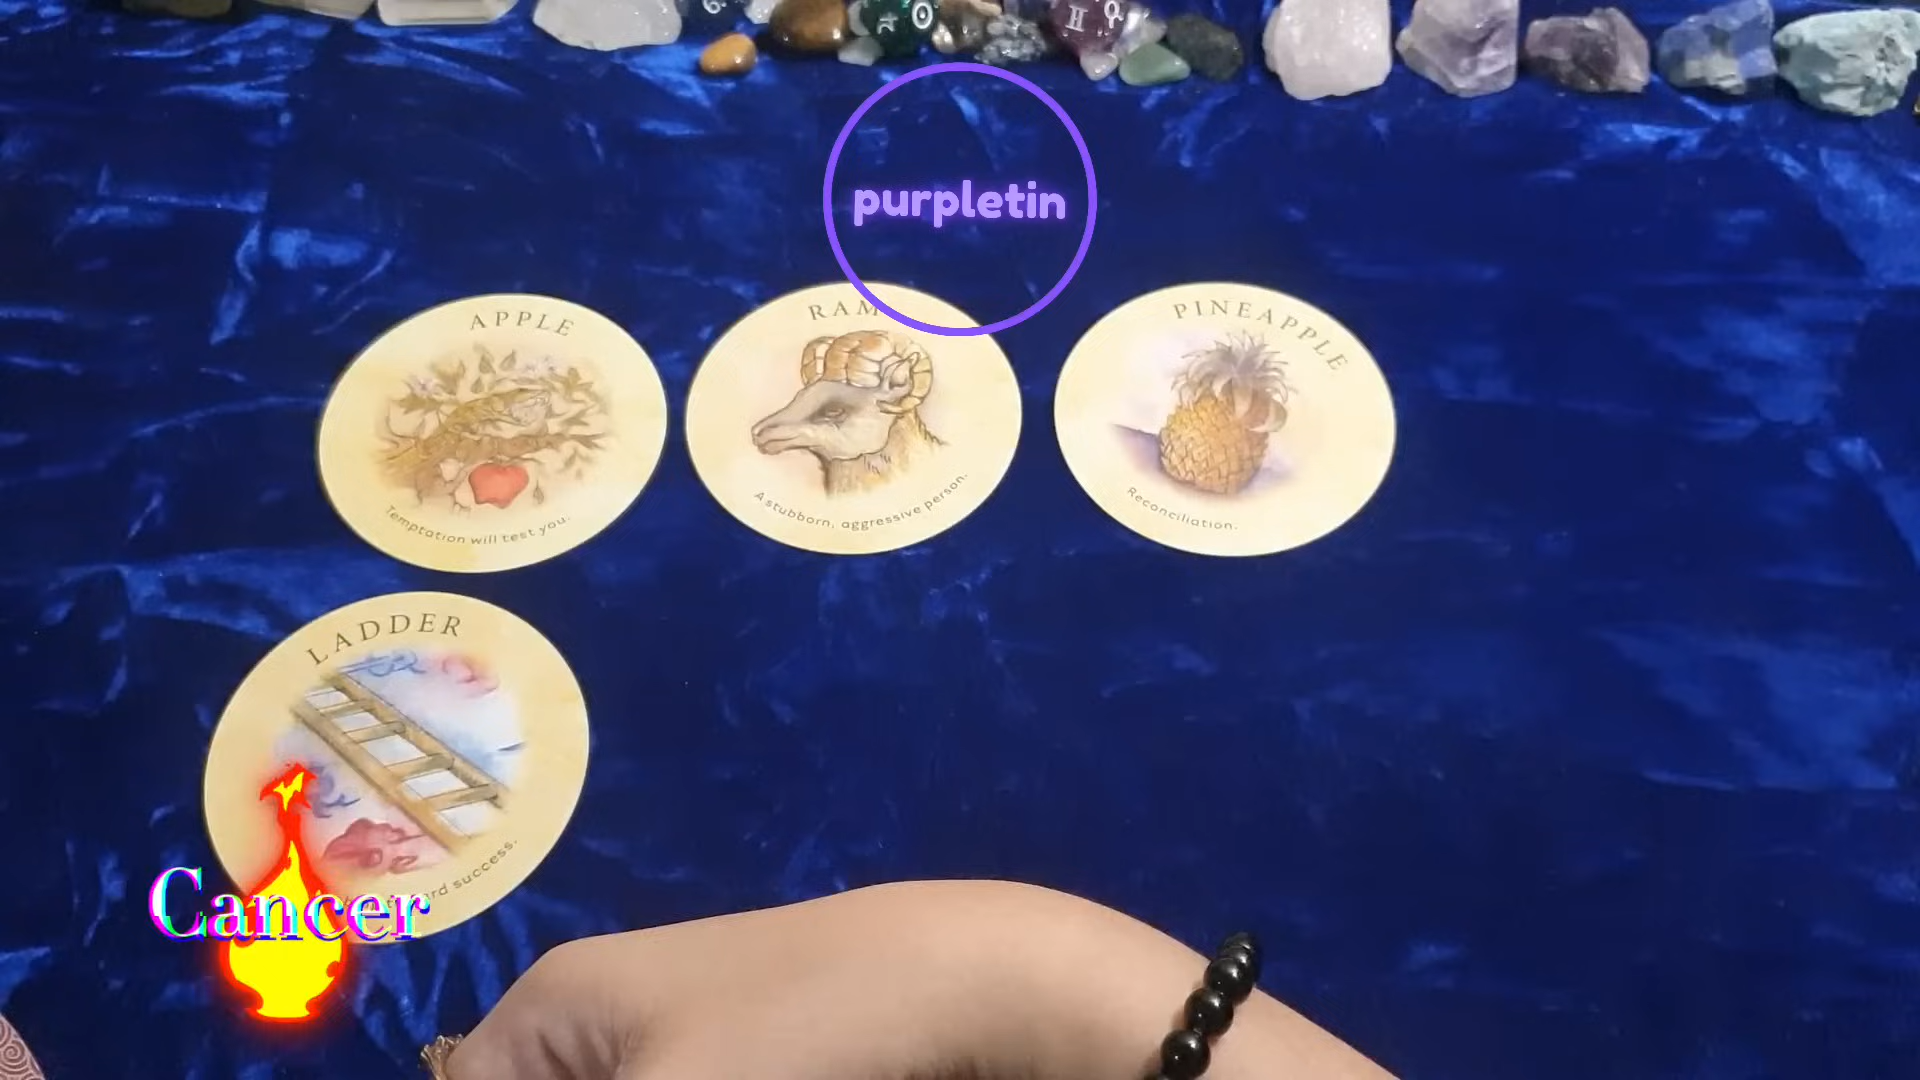 purpletin
APPLE
Temptation will test you.
RAM
A stubborn, aggressive person.
PINEAPPLE
Reconciliation.
LADDER
success.
Cancer